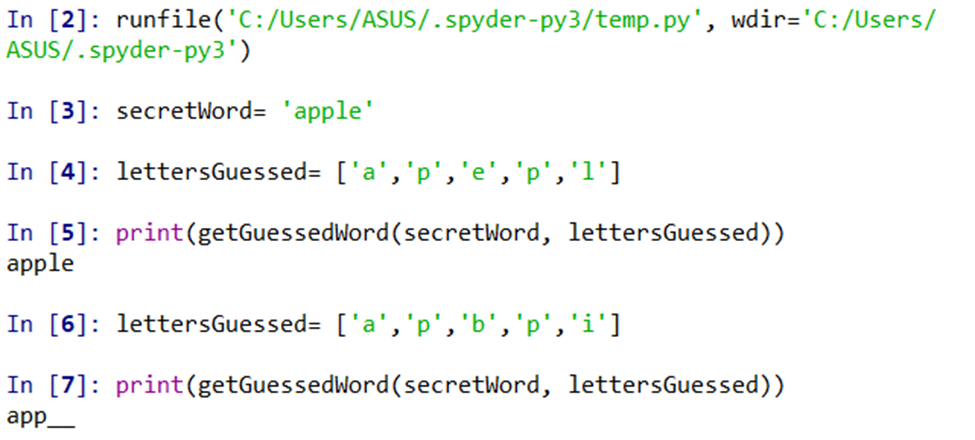 In [2]: runfile('C:/Users/ASUS/.spyder-py3/temp.py', wdir='C:/Users/
ASUS/.spyder-py3')
In [3]: secretWord= 'apple'
In [4]: lettersGuessed= ['a','p','e','p','l']
In [5]: print(getGuessedWord(secretWord, lettersGuessed))
apple
In [6]: lettersGuessed= ['a','p','b','p','i']
In [7]: print(getGuessedWord(secretWord, lettersGuessed))
app__